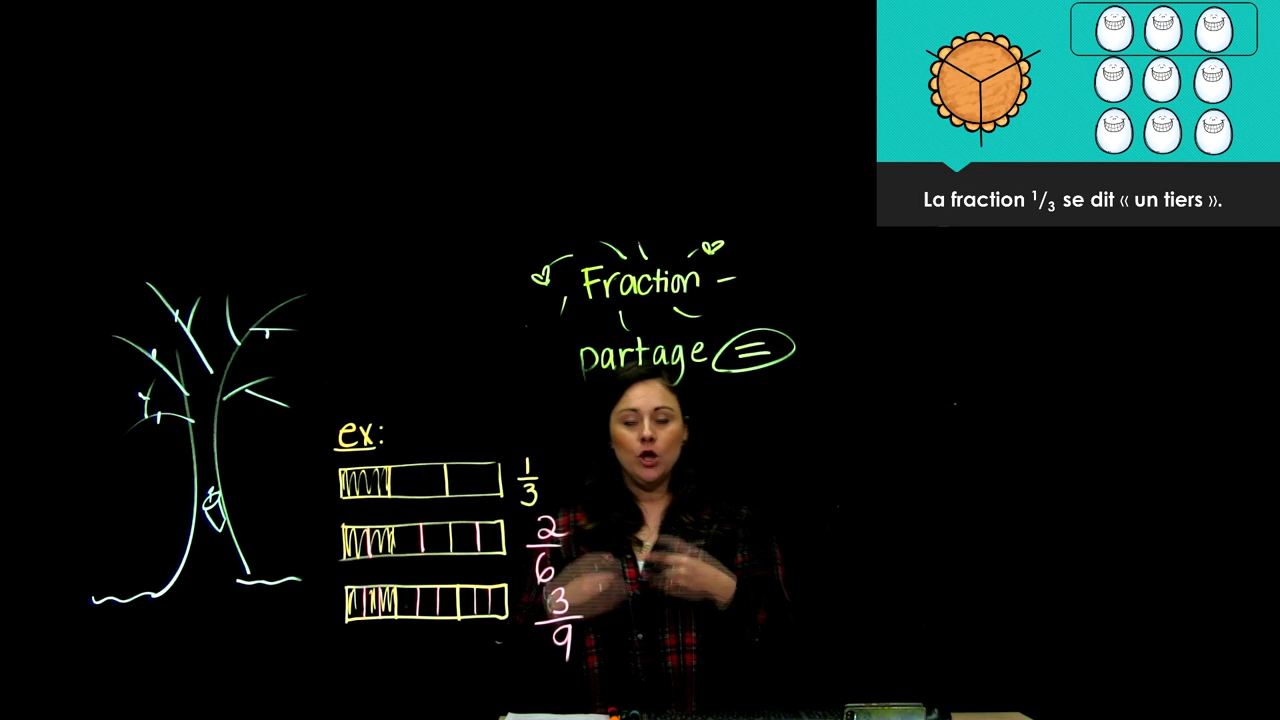 La fraction 1/3 se dit « un tiers ».
Fraction
partage =
ex:
1/3
2/6
3/9